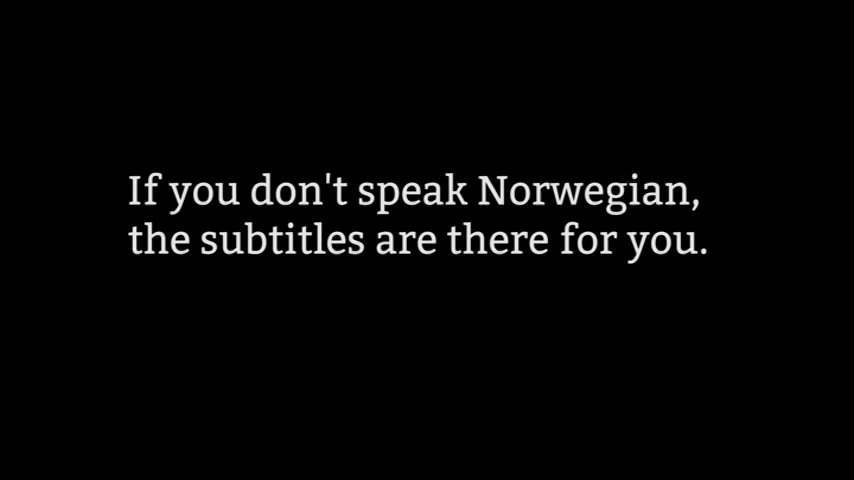 If you don't speak Norwegian,
the subtitles are there for you.